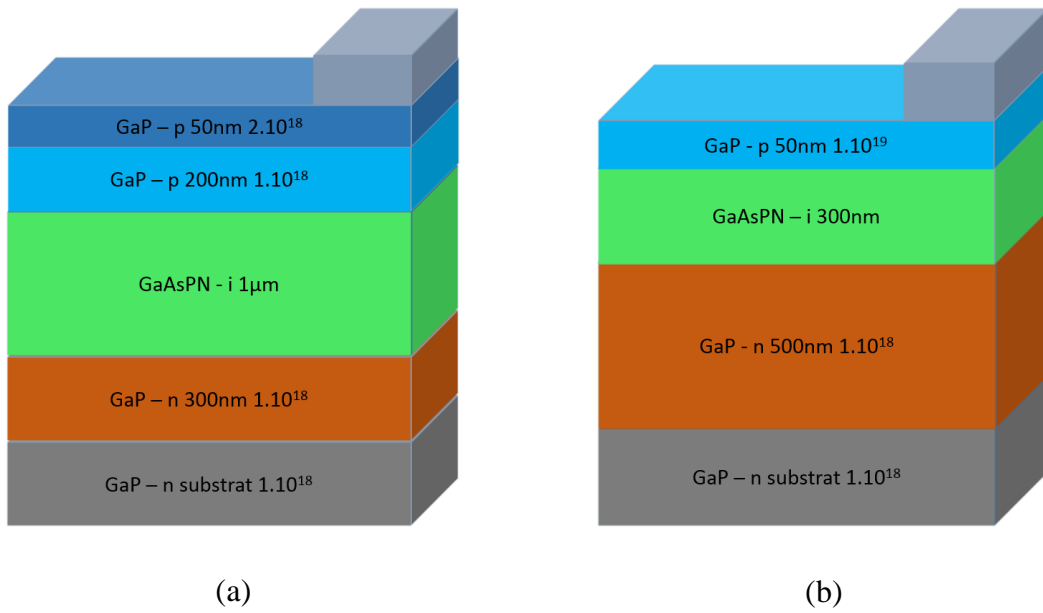 GaP – p 50nm 2.10¹⁸
GaP – p 200nm 1.10¹⁸
GaAsPN - i 1µm
GaP – n 300nm 1.10¹⁸
GaP – n substrat 1.10¹⁸
(a)
GaP - p 50nm 1.10¹⁹
GaAsPN – i 300nm
GaP - n 500nm 1.10¹⁸
GaP – n substrat 1.10¹⁸
(b)